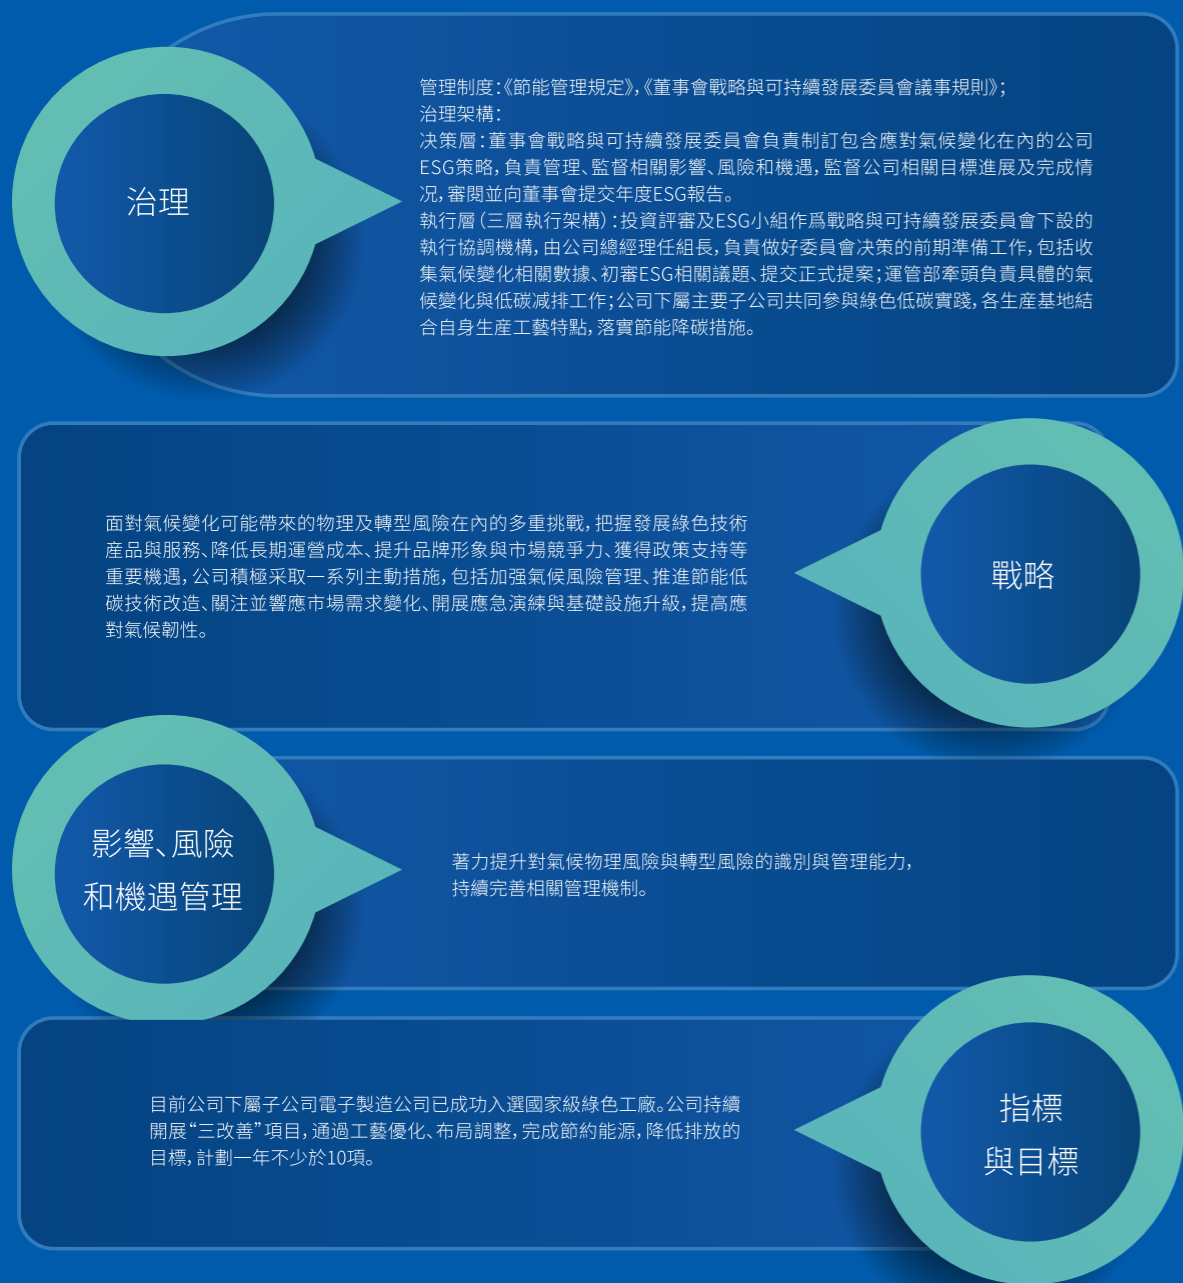 治理
管理制度:《節能管理規定》,《董事會戰略與可持續發展委員會議事規則》;
治理架構:
決策層:董事會戰略與可持續發展委員會負責制訂包含應對氣候變化在內的公司
ESG策略,負責管理、監督相關影響、風險和機遇,監督公司相關目標進展及完成情
況,審閱並向董事會提交年度ESG報告。
執行層(三層執行架構):投資評審及ESG小組作爲戰略與可持續發展委員會下設的
執行協調機構,由公司總經理任組長,負責做好委員會決策的前期準備工作,包括收
集氣候變化相關數據、初審ESG相關議題、提交正式提案;運管部牽頭負責具體的氣
候變化與低碳減排工作;公司下屬主要子公司共同參與綠色低碳實踐,各生産基地結
合自身生産工藝特點,落實節能降碳措施。
面對氣候變化可能帶來的物理及轉型風險在內的多重挑戰,把握發展綠色技術
産品與服務、降低長期運營成本、提升品牌形象與市場競爭力、獲得政策支持等
重要機遇,公司積極采取一系列主動措施,包括加强氣候風險管理、推進節能低
碳技術改造、關注並響應市場需求變化、開展應急演練與基礎設施升級,提高應
對氣候韌性。
戰略
影響、風險
和機遇管理
著力提升對氣候物理風險與轉型風險的識別與管理能力,
持續完善相關管理機制。
目前公司下屬子公司電子製造公司已成功入選國家級綠色工廠。公司持續
開展“三改善”項目,通過工藝優化、布局調整,完成節約能源,降低排放的
目標,計劃一年不少於10項。
指標
與目標